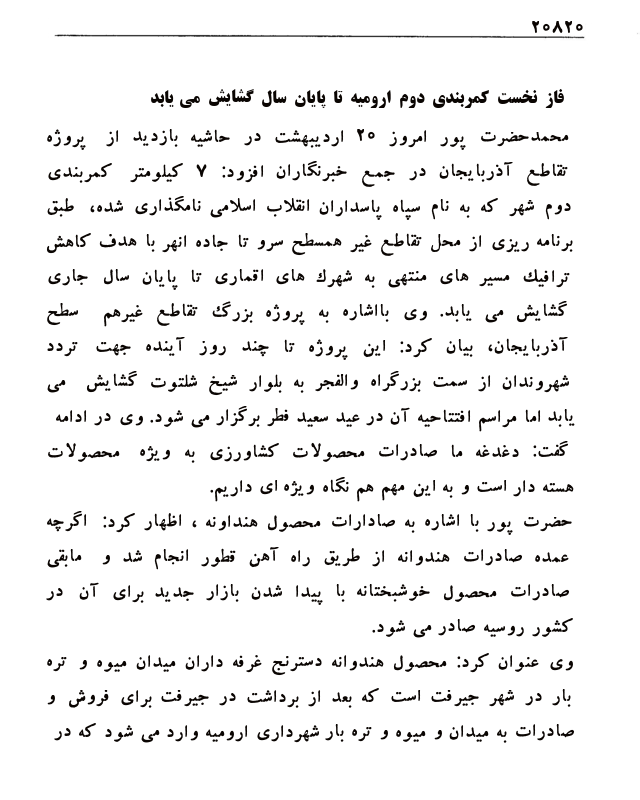 ۲۰۸۲۰
فاز نخست کمربندی دوم ارومیه تا پایان سال گشایش می یابد
محمدحضرت پور امروز ۲۰ اردیبهشت در حاشیه بازدید از پروژه
تقاطع آذربایجان در جمع خبرنگاران افزود: ۷ کیلومتر کمربندی
دوم شهر که به نام سپاه پاسداران انقلاب اسلامی نامگذاری شده، طبق
برنامه ریزی از محل تقاطع غیر همسطح سرو تا جاده انهر با هدف کاهش
ترافیك مسیر های منتهی به شهرك های اقماری تا پایان سال جاری
گشایش می یابد. وی بااشاره به پروژه بزرگ تقاطع غیرهم سطح
آذربایجان، بیان کرد: این پروژه تا چند روز آینده جهت تردد
شهروندان از سمت بزرگراه والفجر به بلوار شیخ شلتوت گشایش می
یابد اما مراسم افتتاحیه آن در عید سعید فطر برگزار می شود. وی در ادامه
گفت: دغدغه ما صادرات محصولات کشاورزی به ویژه محصولات
هسته دار است و به این مهم هم نگاه ویژه ای داریم.
حضرت پور با اشاره به صادارات محصول هنداونه ، اظهار کرد: اگرچه
عمده صادرات هندوانه از طریق راه آهن قطور انجام شد و مابقی
صادرات محصول خوشبختانه با پیدا شدن بازار جدید برای آن در
کشور روسیه صادر می شود.
وی عنوان کرد: محصول هندوانه دسترنج غرفه داران میدان میوه و تره
بار در شهر جیرفت است که بعد از برداشت در جیرفت برای فروش و
صادرات به میدان و میوه و تره بار شهرداری ارومیه وارد می شود که در